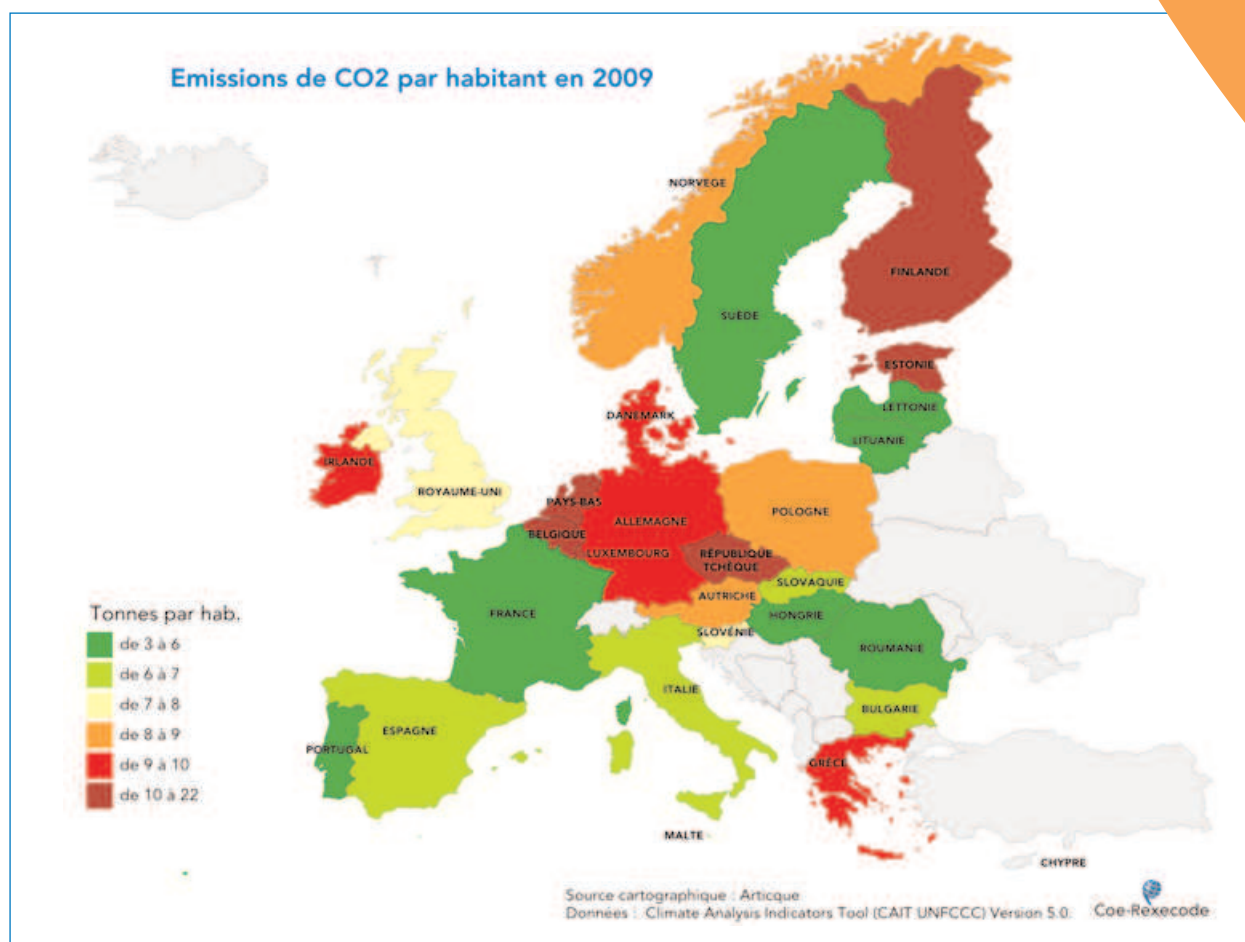 Emissions de CO2 par habitant en 2009
NORVEGE
FINLANDE
SUÈDE
ESTONIE
LETTONIE
LITUANIE
DANEMARK
IRLANDE
ROYAUME-UNI
PAYS-BAS
BELGIQUE
ALLEMAGNE
LUXEMBOURG
POLOGNE
RÉPUBLIQUE
TCHÈQUE
SLOVAQUIE
AUTRICHE
SLOVÉNIE
HONGRIE
ROUMANIE
FRANCE
ITALIE
BULGARIE
ESPAGNE
PORTUGAL
GRÈCE
MALTE
CHYPRE
Tonnes par hab.
de 3 à 6
de 6 à 7
de 7 à 8
de 8 à 9
de 9 à 10
de 10 à 22
Source cartographique : Articque
Données : Climate Analysis Indicators Tool (CAIT UNFCCC) Version 5.0.
Coe-Rexecode